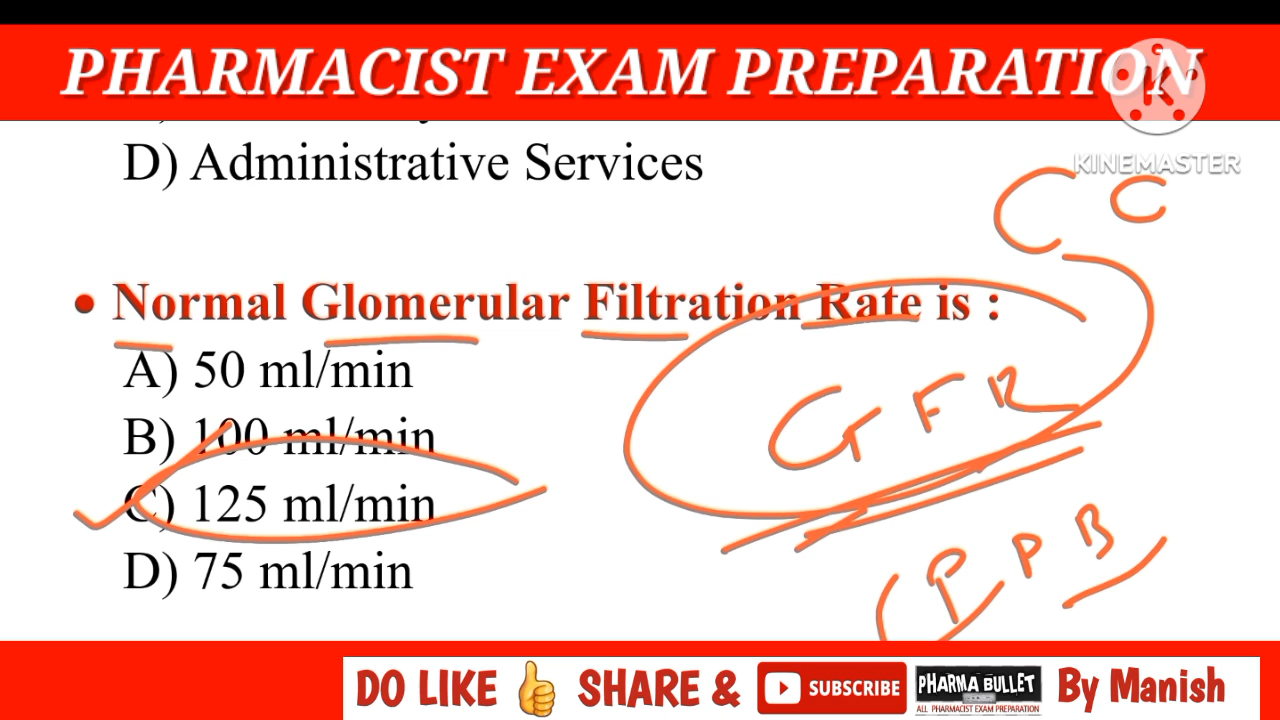 PHARMACIST EXAM PREPARATION
KINEMASTER
D) Administrative Services
C C
• Normal Glomerular Filtration Rate is :
A) 50 ml/min
B) 100 ml/min
C) 125 ml/min
D) 75 ml/min
GFR
PPB
DO LIKE SHARE & SUBSCRIBE PHARMA BULLET By Manish
ALL PHARMACIST EXAM PREPARATION